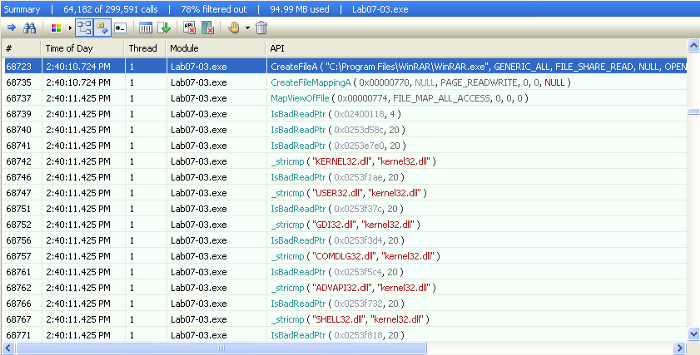 Summary | 64,182 of 299,591 calls | 78% filtered out | 94.99 MB used | Lab07-03.exe
# Time of Day Thread Module API
68723 2:40:10.724 PM 1 Lab07-03.exe CreateFileA ( "C:\Program Files\WinRAR\WinRAR.exe", GENERIC_ALL, FILE_SHARE_READ, NULL, OPEN
68735 2:40:10.724 PM 1 Lab07-03.exe CreateFileMappingA ( 0x00000770, NULL, PAGE_READWRITE, 0, 0, NULL )
68737 2:40:11.425 PM 1 Lab07-03.exe MapViewOfFile ( 0x00000774, FILE_MAP_ALL_ACCESS, 0, 0, 0 )
68739 2:40:11.425 PM 1 Lab07-03.exe IsBadReadPtr ( 0x02400118, 4 )
68740 2:40:11.425 PM 1 Lab07-03.exe IsBadReadPtr ( 0x0253d58c, 20 )
68741 2:40:11.425 PM 1 Lab07-03.exe IsBadReadPtr ( 0x0253e7e0, 20 )
68742 2:40:11.425 PM 1 Lab07-03.exe _stricmp ( "KERNEL32.dll", "kernel32.dll" )
68746 2:40:11.425 PM 1 Lab07-03.exe IsBadReadPtr ( 0x0253f1ae, 20 )
68747 2:40:11.425 PM 1 Lab07-03.exe _stricmp ( "USER32.dll", "kernel32.dll" )
68751 2:40:11.425 PM 1 Lab07-03.exe IsBadReadPtr ( 0x0253f37c, 20 )
68752 2:40:11.425 PM 1 Lab07-03.exe _stricmp ( "GDI32.dll", "kernel32.dll" )
68756 2:40:11.425 PM 1 Lab07-03.exe IsBadReadPtr ( 0x0253f3d4, 20 )
68757 2:40:11.425 PM 1 Lab07-03.exe _stricmp ( "COMDLG32.dll", "kernel32.dll" )
68761 2:40:11.425 PM 1 Lab07-03.exe IsBadReadPtr ( 0x0253f5c4, 20 )
68762 2:40:11.425 PM 1 Lab07-03.exe _stricmp ( "ADVAPI32.dll", "kernel32.dll" )
68766 2:40:11.425 PM 1 Lab07-03.exe IsBadReadPtr ( 0x0253f732, 20 )
68767 2:40:11.425 PM 1 Lab07-03.exe _stricmp ( "SHELL32.dll", "kernel32.dll" )
68771 2:40:11.425 PM 1 Lab07-03.exe IsBadReadPtr ( 0x0253f818, 20 )